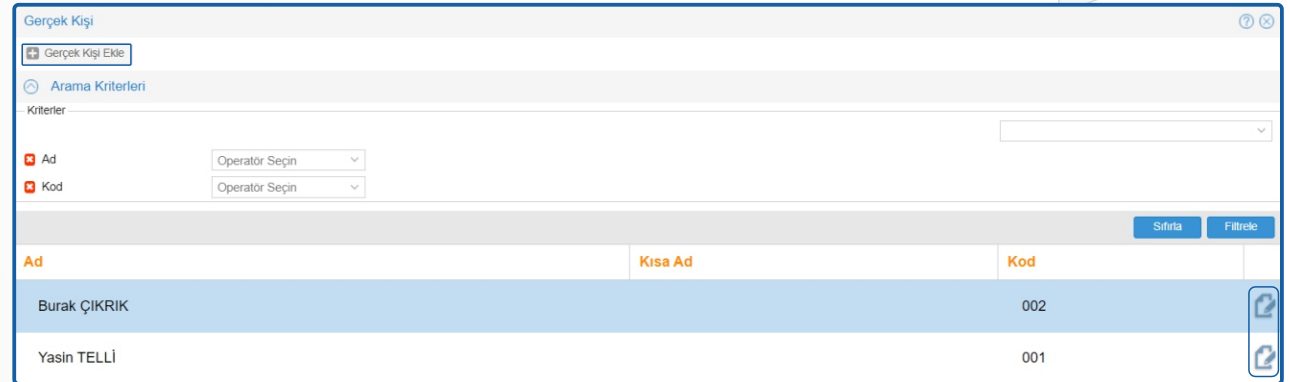 Gerçek Kişi
Gerçek Kişi Ekle
Arama Kriterleri
Kriterler
Ad Operatör Seçin
Kod Operatör Seçin
Sıfırla Filtrele
Ad Kısa Ad Kod
Burak ÇIKRIK 002
Yasin TELLİ 001